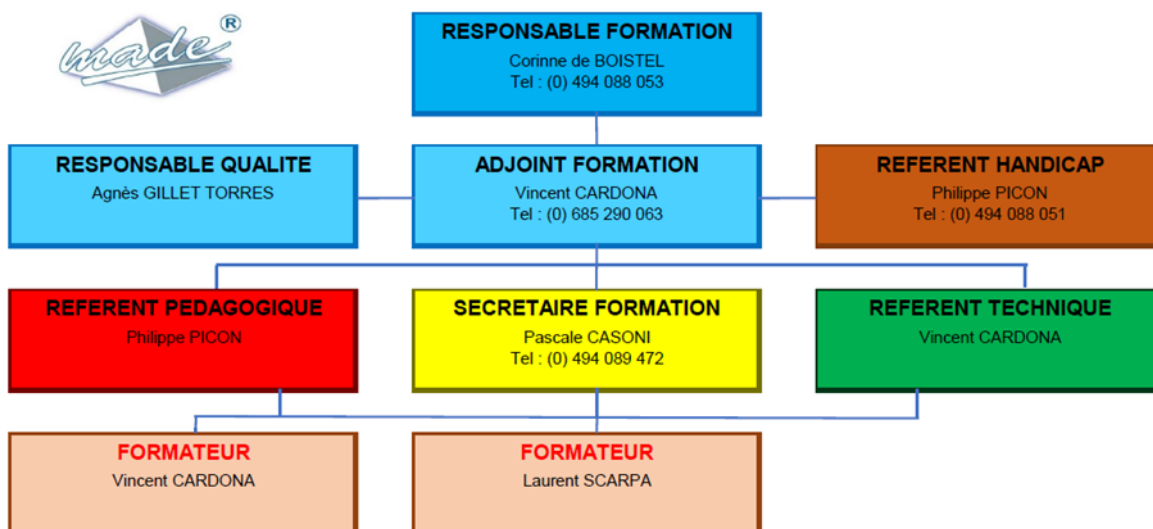 made ®
RESPONSABLE FORMATION
Corinne de BOISTEL
Tel : (0) 494 088 053
RESPONSABLE QUALITE
Agnès GILLET TORRES
ADJOINT FORMATION
Vincent CARDONA
Tel : (0) 685 290 063
REFERENT HANDICAP
Philippe PICON
Tel : (0) 494 088 051
REFERENT PEDAGOGIQUE
Philippe PICON
SECRETAIRE FORMATION
Pascale CASONI
Tel : (0) 494 089 472
REFERENT TECHNIQUE
Vincent CARDONA
FORMATEUR
Vincent CARDONA
FORMATEUR
Laurent SCARPA